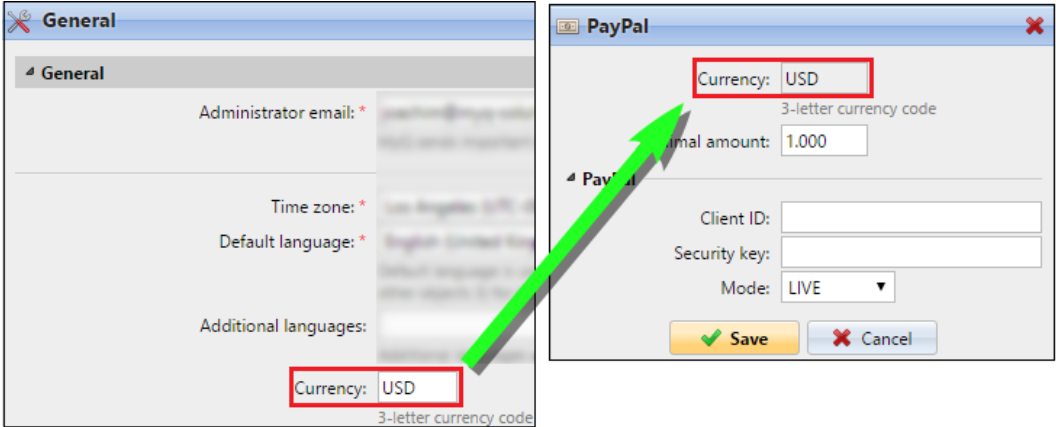 General
General
Administrator email: *
Time zone: *
Default language: *
Additional languages:
Currency: USD
3-letter currency code
PayPal
Currency: USD
3-letter currency code
amount: 1.000
PayPal
Client ID:
Security key:
Mode: LIVE
Save
Cancel